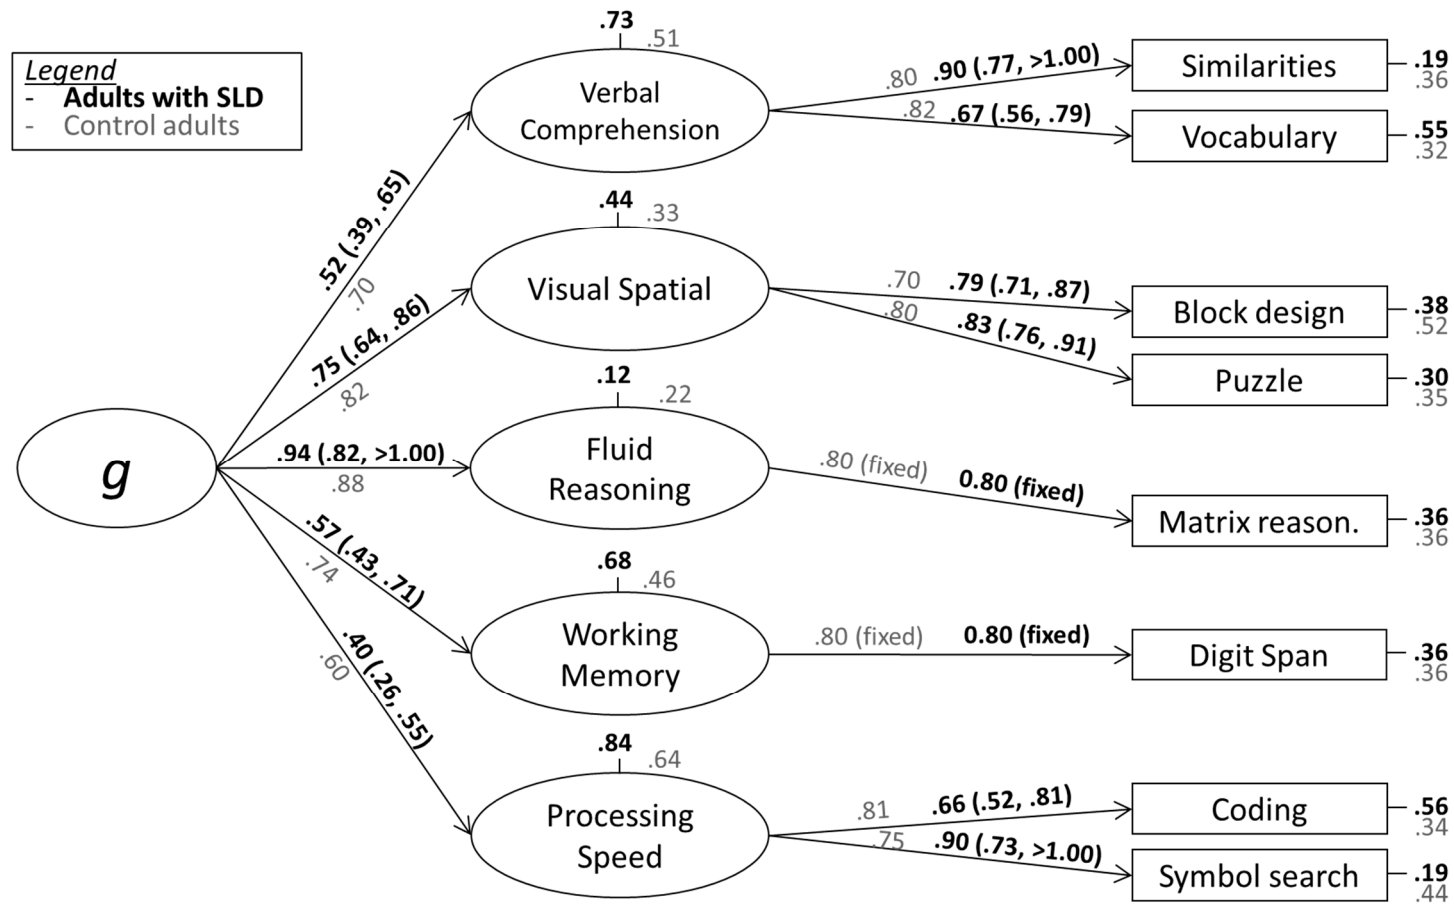 Legend
- Adults with SLD
- Control adults
.73
.51
Verbal
Comprehension
.80 .90 (.77, >1.00)
.82 .67 (.56, .79)
Similarities
.19
.36
Vocabulary
.55
.32
.52 (.39, .65)
.70
.44
.33
Visual Spatial
.70 .79 (.71, .87)
.80 .83 (.76, .91)
Block design
.38
.52
Puzzle
.30
.35
.75 (.64, .86)
.82
g
.12
.22
Fluid
Reasoning
.94 (.82, >1.00)
.88
.80 (fixed) 0.80 (fixed)
Matrix reason.
.36
.36
.57 (.43, .71)
.74
.68
.46
Working
Memory
.80 (fixed) 0.80 (fixed)
Digit Span
.36
.36
.40 (.26, .55)
.60
.84
.64
Processing
Speed
.81 .66 (.52, .81)
.75 .90 (.73, >1.00)
Coding
.56
.34
Symbol search
.19
.44